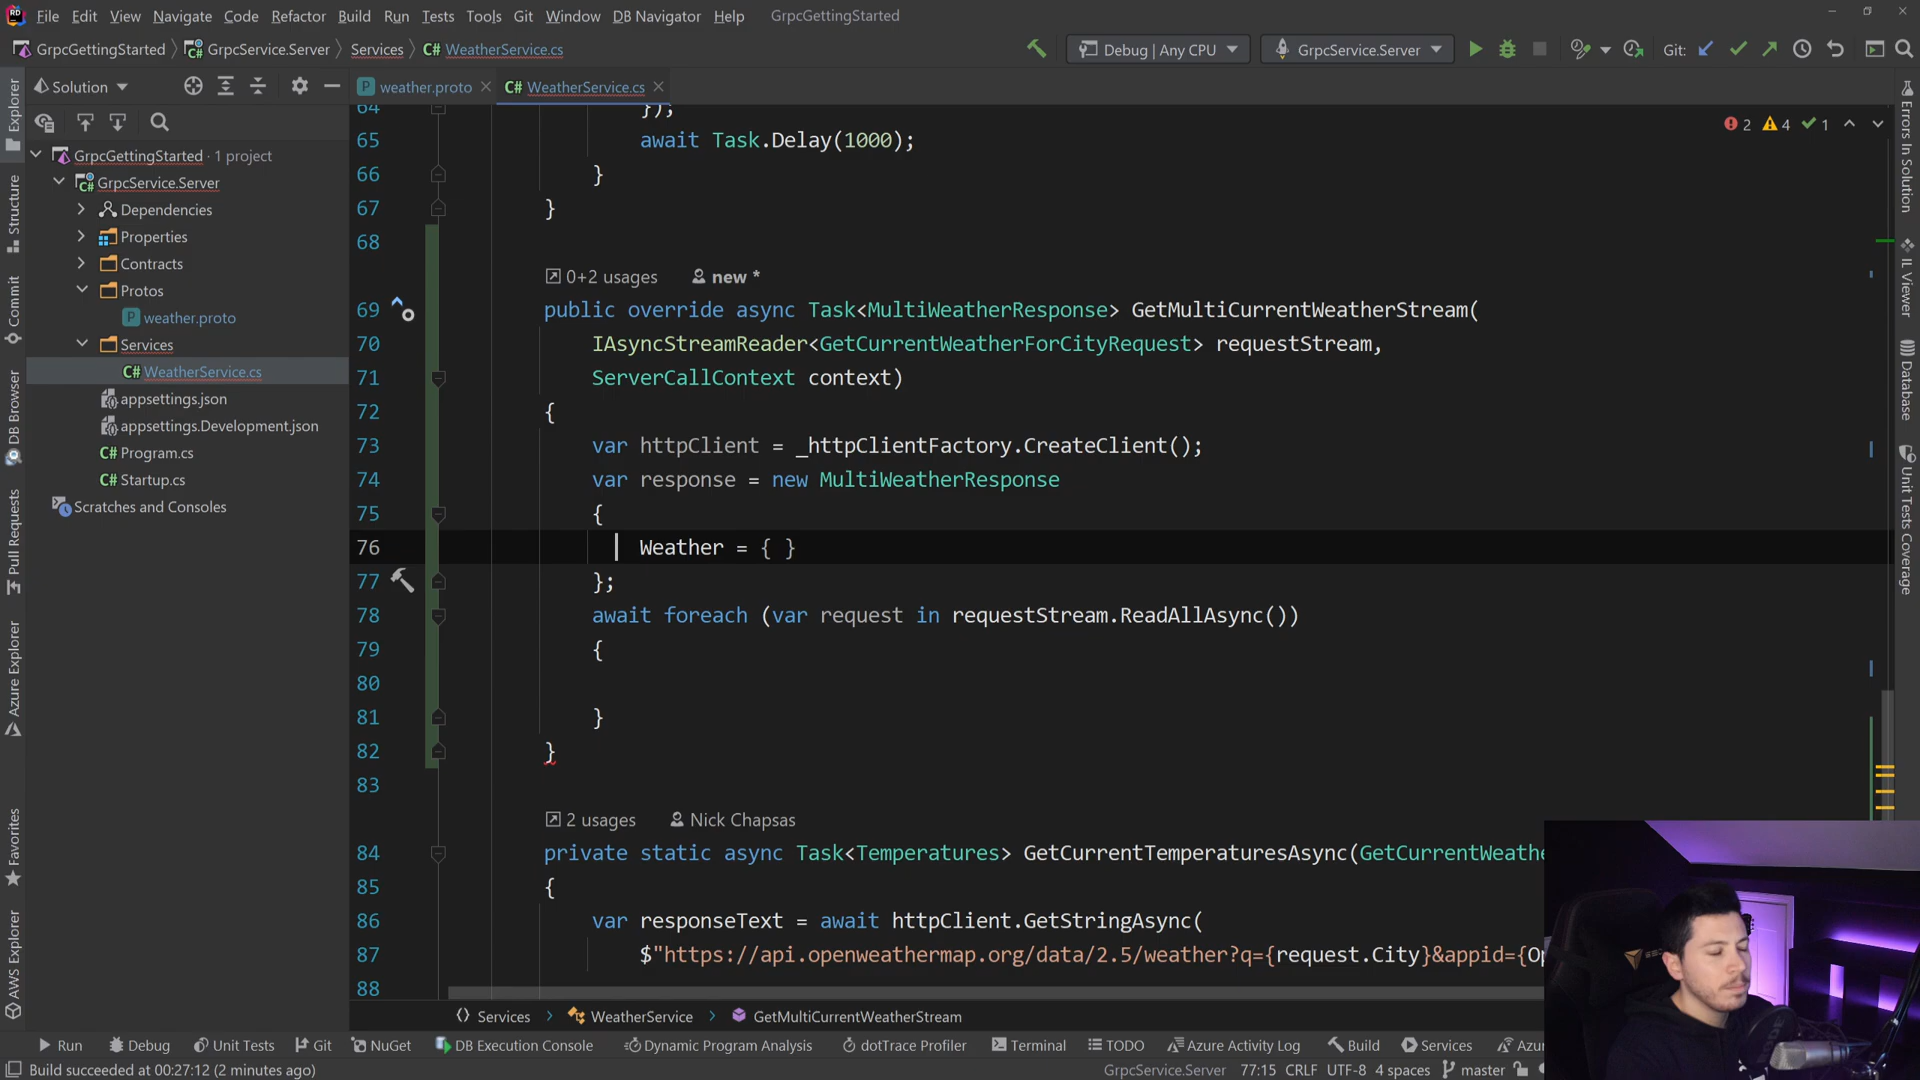 File Edit View Navigate Code Refactor Build Run Tests Tools Git Window DB Navigator Help GrpcGettingStarted
GrpcGettingStarted GrpcService.Server Services C# WeatherService.cs Debug | Any CPU GrpcService.Server Git:
Solution weather.proto C# WeatherService.cs
2 4 1
GrpcGettingStarted · 1 project
GrpcService.Server
Dependencies
Properties
Contracts
Protos
weather.proto
Services
C# WeatherService.cs
appsettings.json
appsettings.Development.json
C# Program.cs
C# Startup.cs
Scratches and Consoles
Explorer
Structure
Commit
DB Browser
Pull Requests
Azure Explorer
Favorites
AWS Explorer
64 });
65 await Task.Delay(1000);
66 }
67 }
68
0+2 usages new *
69 public override async Task<MultiWeatherResponse> GetMultiCurrentWeatherStream(
70 IAsyncStreamReader<GetCurrentWeatherForCityRequest> requestStream,
71 ServerCallContext context)
72 {
73 var httpClient = _httpClientFactory.CreateClient();
74 var response = new MultiWeatherResponse
75 {
76 Weather = { }
77 };
78 await foreach (var request in requestStream.ReadAllAsync())
79 {
80
81 }
82 }
83
2 usages Nick Chapsas
84 private static async Task<Temperatures> GetCurrentTemperaturesAsync(GetCurrentWeathe
85 {
86 var responseText = await httpClient.GetStringAsync(
87 $"https://api.openweathermap.org/data/2.5/weather?q={request.City}&appid={Op
88
Errors In Solution
IL Viewer
Database
Unit Tests Coverage
Services WeatherService GetMultiCurrentWeatherStream
Run Debug Unit Tests Git NuGet DB Execution Console Dynamic Program Analysis dotTrace Profiler Terminal TODO Azure Activity Log Build Services Azu
Build succeeded at 00:27:12 (2 minutes ago) GrpcService.Server 77:15 CRLF UTF-8 4 spaces master